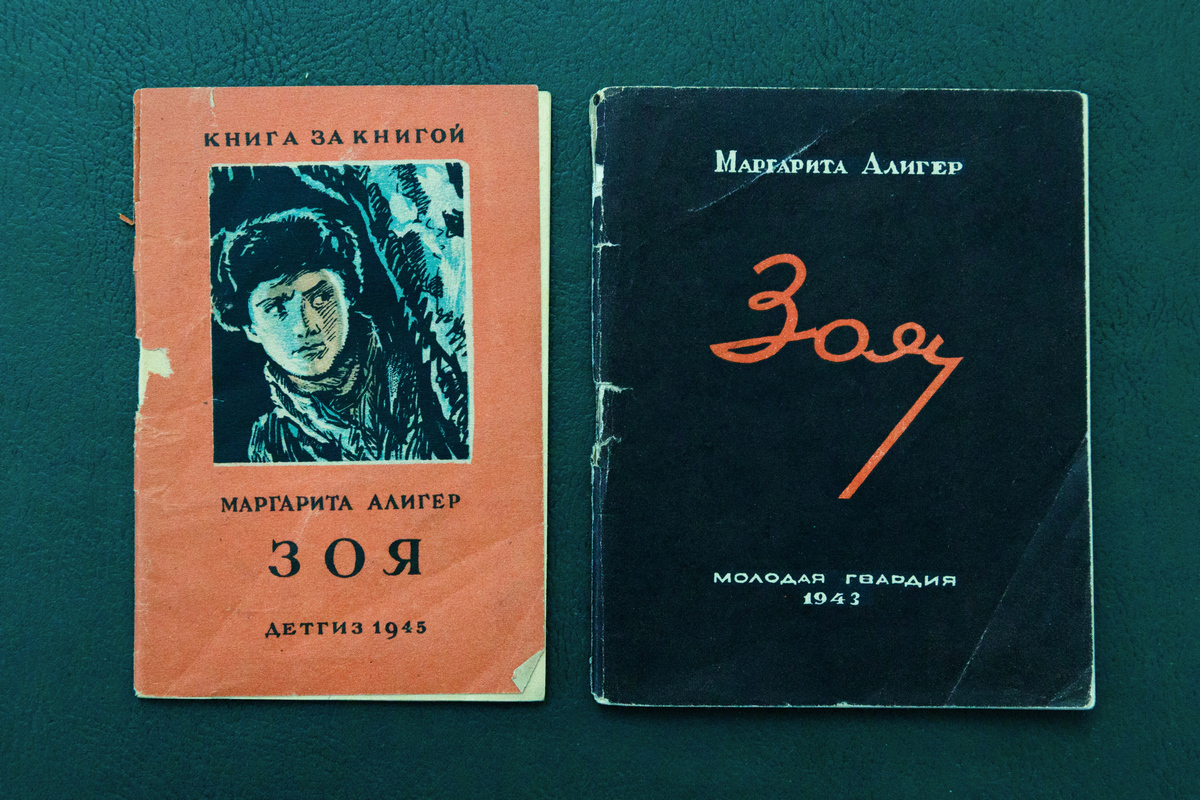 КНИГА ЗА КНИГОЙ
МАРГАРИТА АЛИГЕР
ЗОЯ
ДЕТГИЗ 1945
МАРГАРИТА АЛИГЕР
Зоя
МОЛОДАЯ ГВАРДИЯ
1943